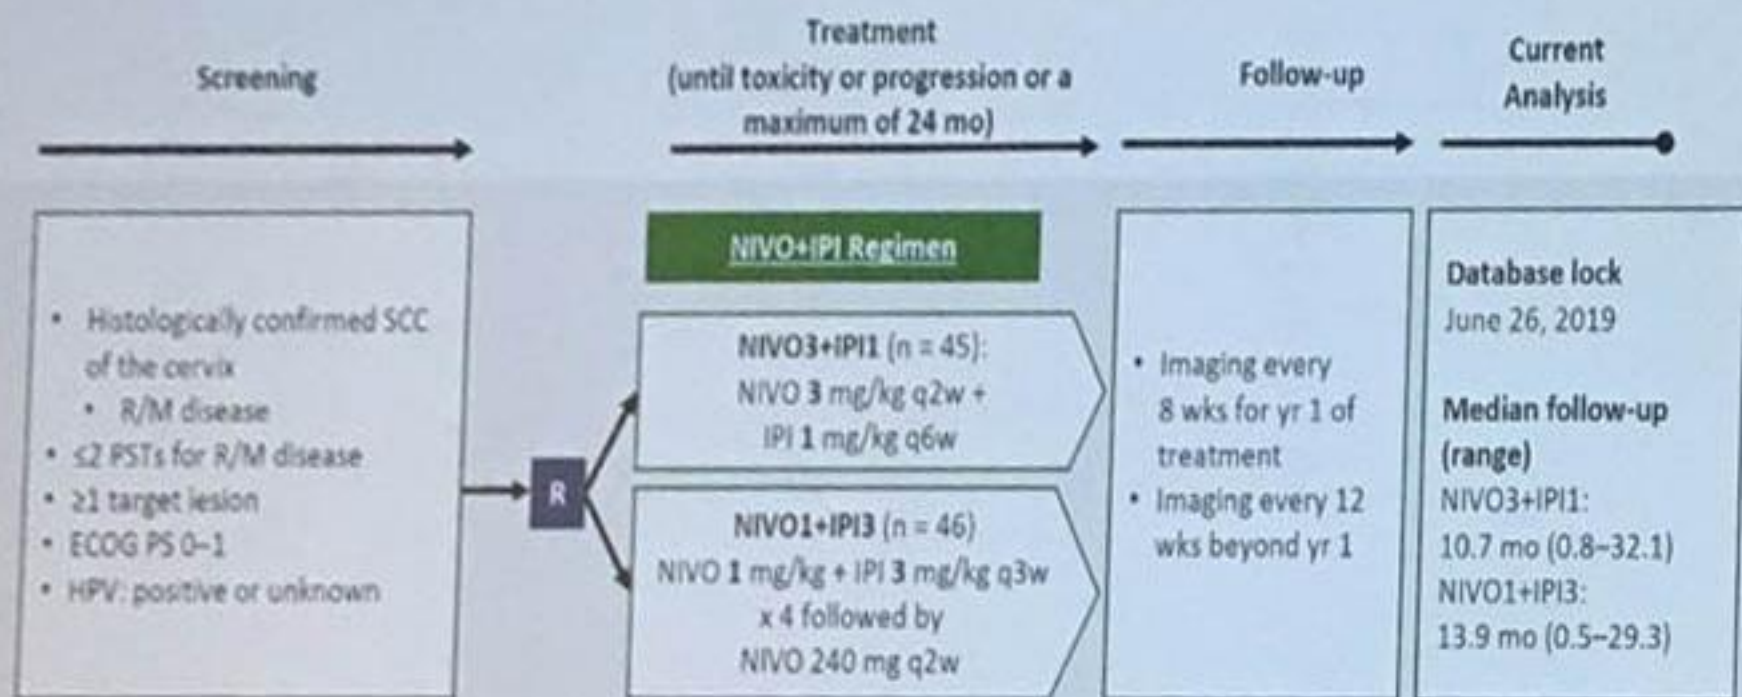 Screening
Treatment
(until toxicity or progression or a
maximum of 24 mo)
Follow-up
Current
Analysis
• Histologically confirmed SCC
of the cervix
• R/M disease
• ≤2 PSTs for R/M disease
• ≥1 target lesion
• ECOG PS 0–1
• HPV: positive or unknown
R
NIVO+IPI Regimen
NIVO3+IPI1 (n = 45):
NIVO 3 mg/kg q2w +
IPI 1 mg/kg q6w
NIVO1+IPI3 (n = 46)
NIVO 1 mg/kg + IPI 3 mg/kg q3w
x 4 followed by
NIVO 240 mg q2w
• Imaging every
8 wks for yr 1 of
treatment
• Imaging every 12
wks beyond yr 1
Database lock
June 26, 2019
Median follow-up
(range)
NIVO3+IPI1:
10.7 mo (0.8–32.1)
NIVO1+IPI3:
13.9 mo (0.5–29.3)